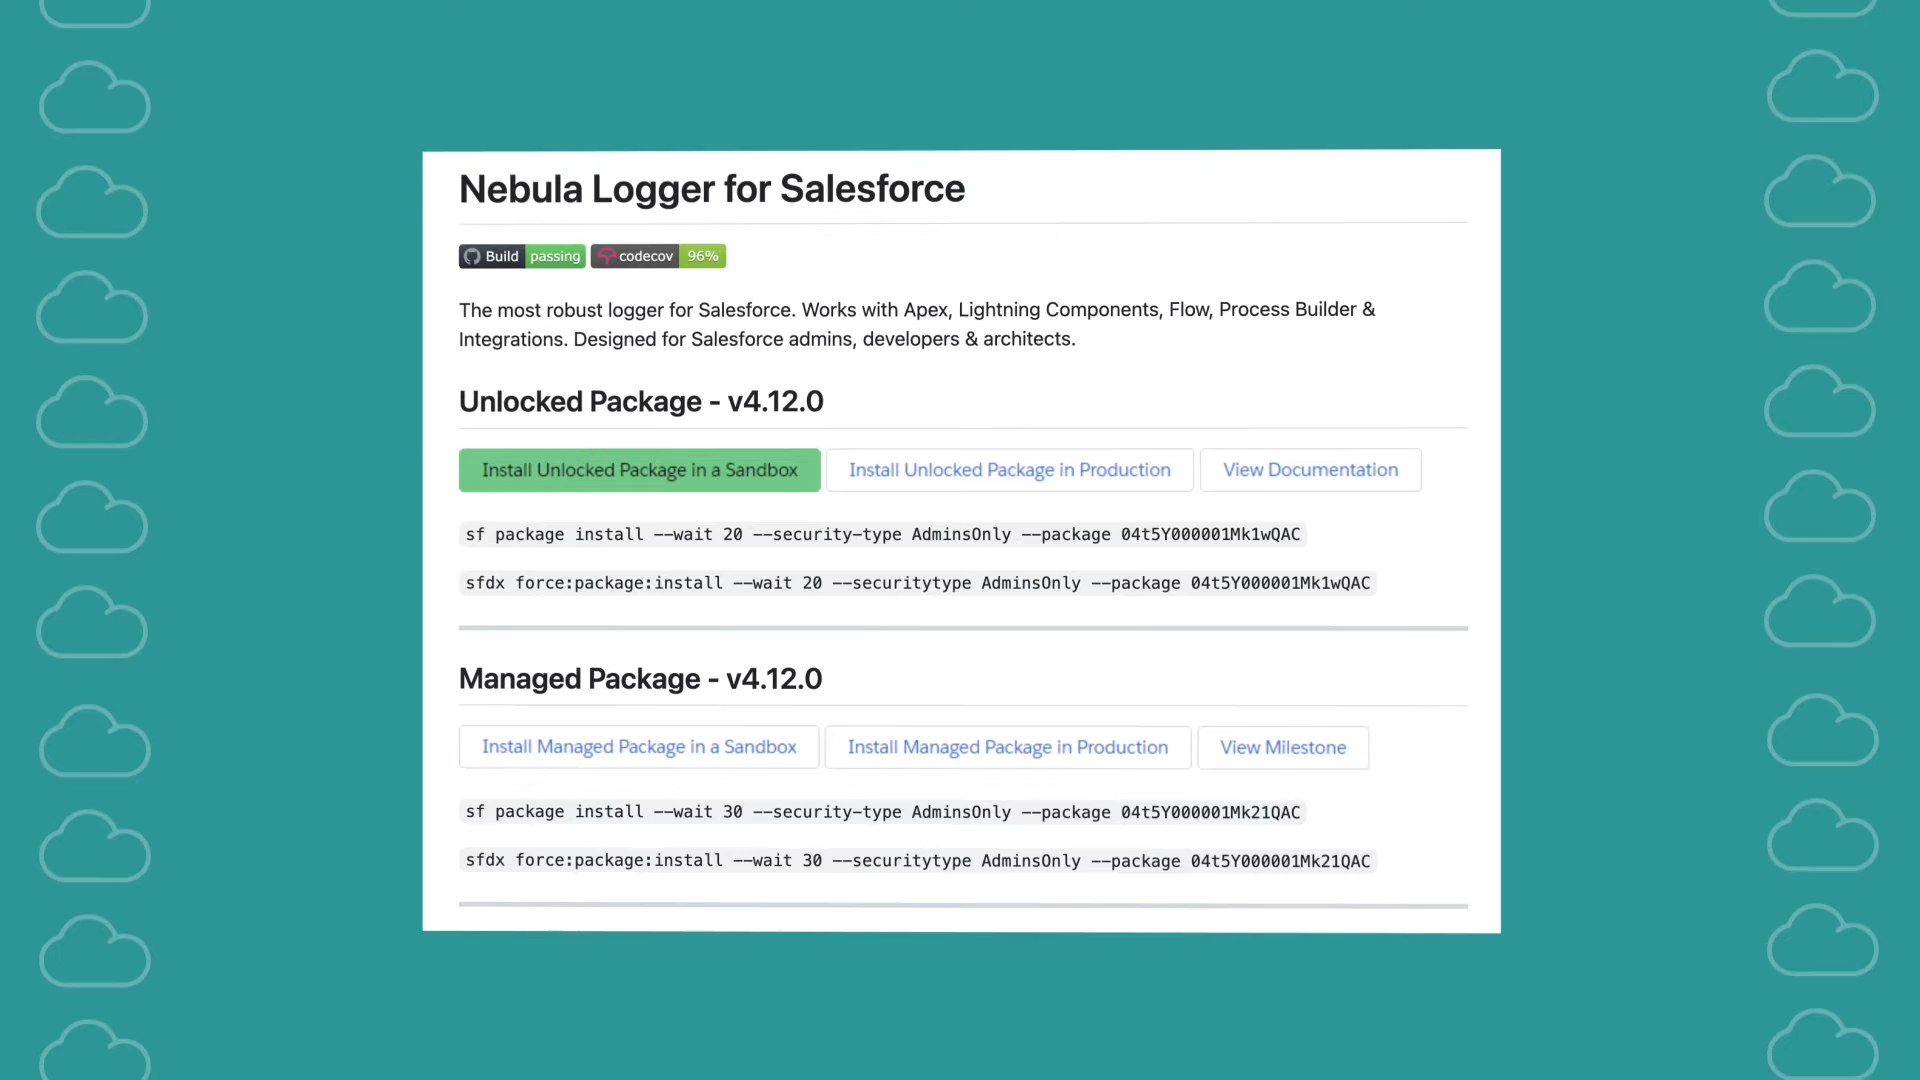 Nebula Logger for Salesforce
Build passing codecov 96%
The most robust logger for Salesforce. Works with Apex, Lightning Components, Flow, Process Builder &
Integrations. Designed for Salesforce admins, developers & architects.
Unlocked Package - v4.12.0
Install Unlocked Package in a Sandbox Install Unlocked Package in Production View Documentation
sf package install --wait 20 --security-type AdminsOnly --package 04t5Y000001Mk1wQAC
sfdx force:package:install --wait 20 --securitytype AdminsOnly --package 04t5Y000001Mk1wQAC
Managed Package - v4.12.0
Install Managed Package in a Sandbox Install Managed Package in Production View Milestone
sf package install --wait 30 --security-type AdminsOnly --package 04t5Y000001Mk21QAC
sfdx force:package:install --wait 30 --securitytype AdminsOnly --package 04t5Y000001Mk21QAC